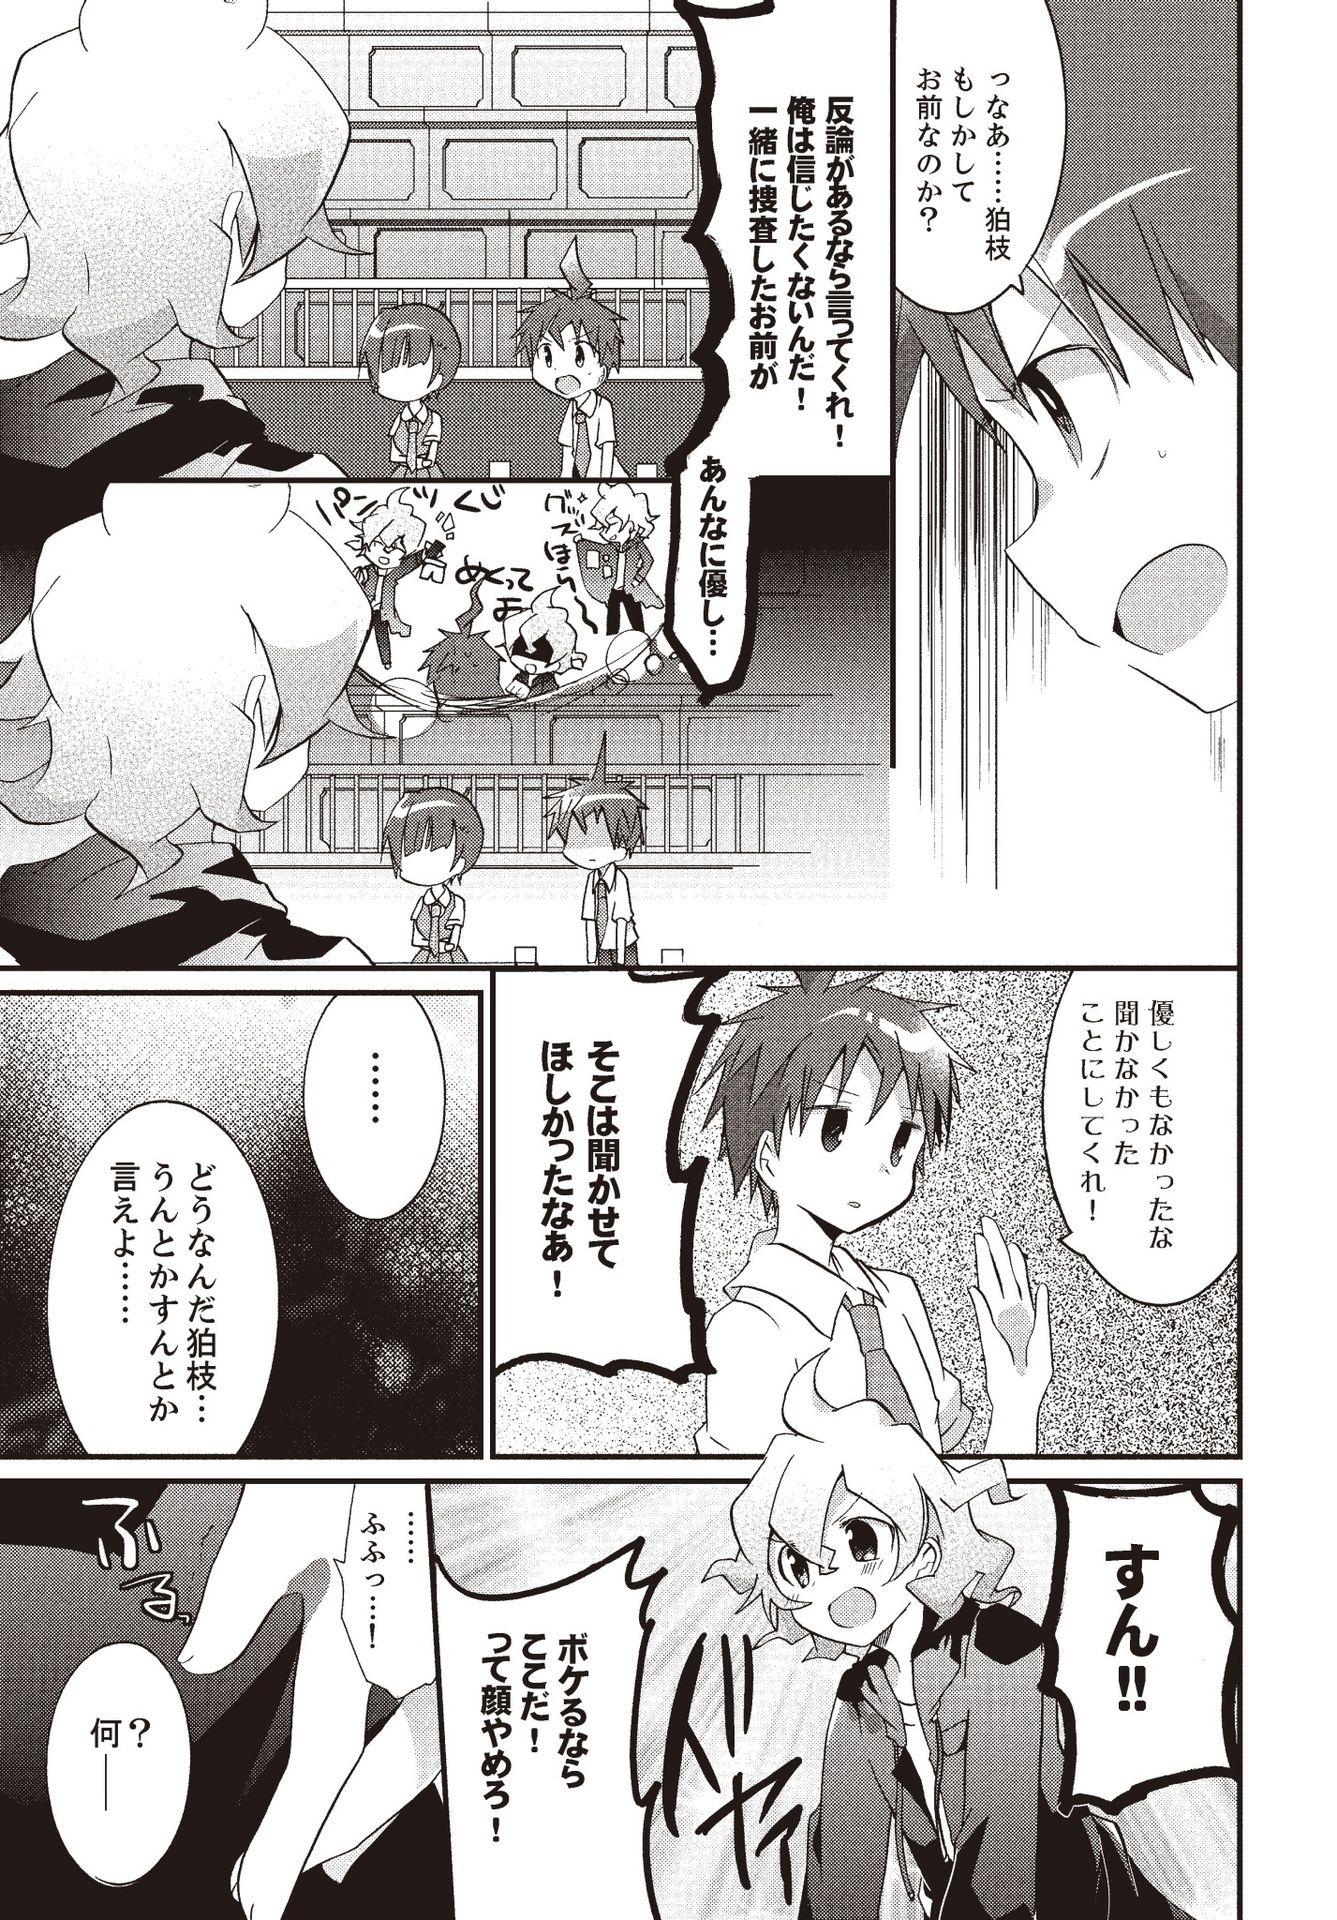 っなあ……狛枝
もしかして
お前なのか？
反論があるなら言ってくれ！
俺は信じたくないんだ！
一緒に捜査したお前が
あんなに優し…
グズ
ほら〜
くじ
パンツ
めくって
よ
優しくもなかったな
聞かなかった
ことにしてくれ！
そこは聞かせて
ほしかったなあ！
……
どうなんだ狛枝…
うんとかすんとか
言えよ……
すん!!
ドヤァ
ボケるなら
ここだ！
って顔やめろ！
……
ふふっ…！
ふる
何？
―